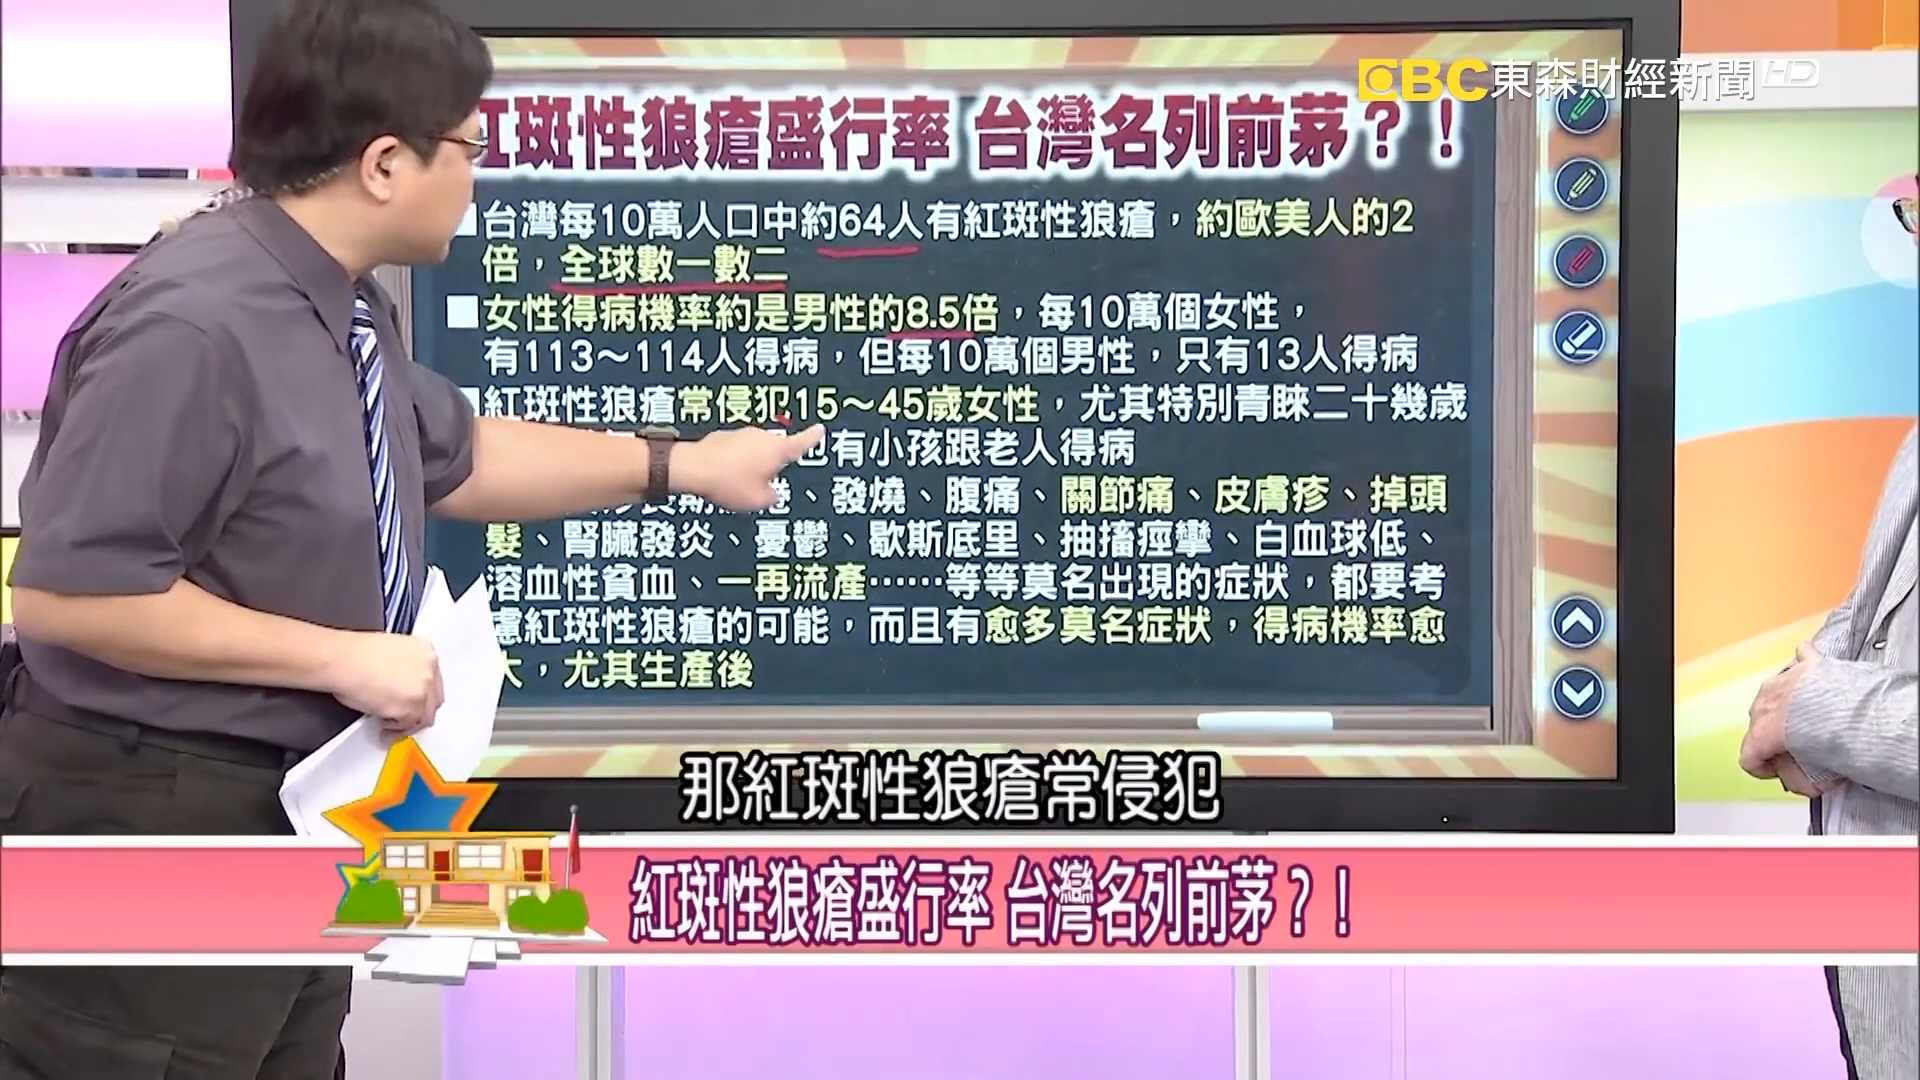 EBC東森財經新聞HD
紅斑性狼瘡盛行率 台灣名列前茅？！
台灣每10萬人口中約64人有紅斑性狼瘡，約歐美人的2
倍，全球數一數二
女性得病機率約是男性的8.5倍，每10萬個女性，
有113～114人得病，但每10萬個男性，只有13人得病
紅斑性狼瘡常侵犯15～45歲女性，尤其特別青睞二十幾歲
也有小孩跟老人得病
、發燒、腹痛、關節痛、皮膚疹、掉頭
髮、腎臟發炎、憂鬱、歇斯底里、抽搐痙攣、白血球低、
溶血性貧血、一再流產……等等莫名出現的症狀，都要考
慮紅斑性狼瘡的可能，而且有愈多莫名症狀，得病機率愈
大，尤其生產後
那紅斑性狼瘡常侵犯
紅斑性狼瘡盛行率 台灣名列前茅？！